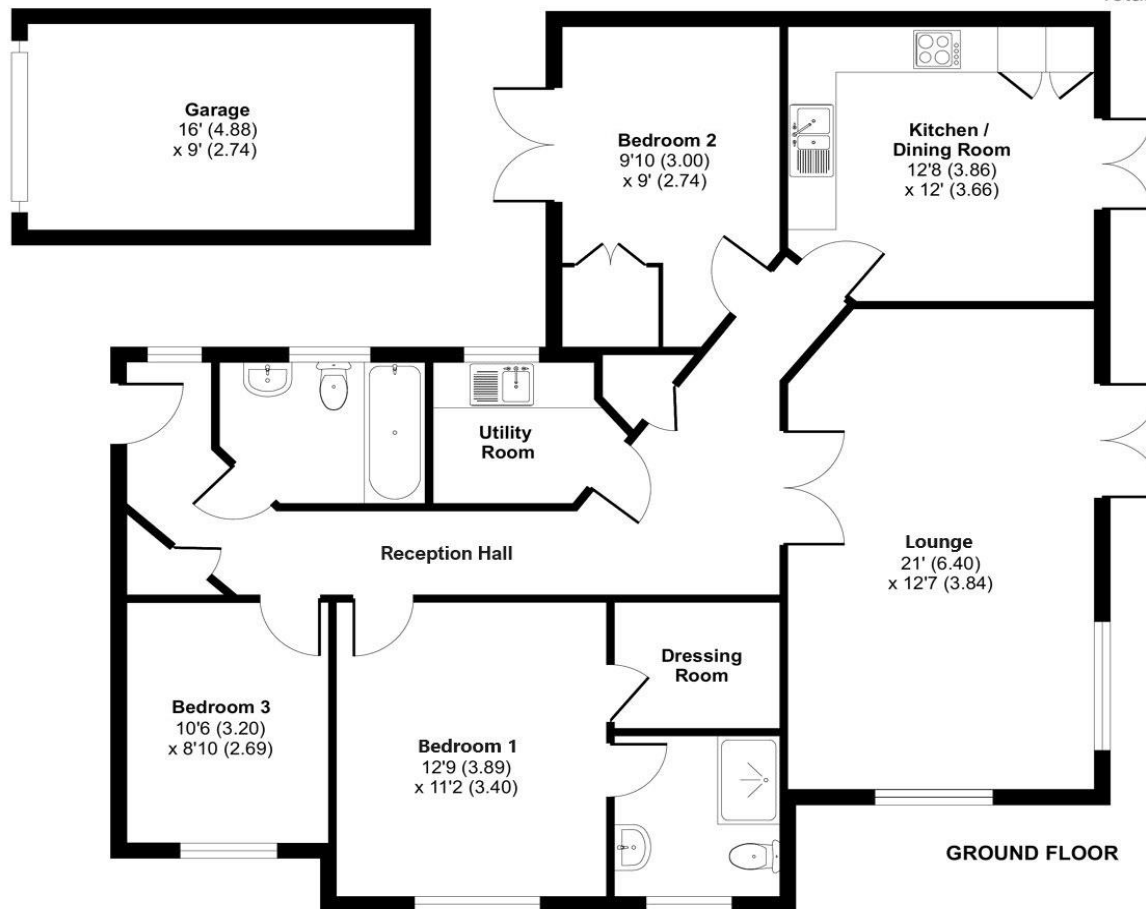 Garage
16' (4.88)
x 9' (2.74)
Bedroom 2
9'10 (3.00)
x 9' (2.74)
Kitchen /
Dining Room
12'8 (3.86)
x 12' (3.66)
Utility
Room
Reception Hall
Lounge
21' (6.40)
x 12'7 (3.84)
Dressing
Room
Bedroom 3
10'6 (3.20)
x 8'10 (2.69)
Bedroom 1
12'9 (3.89)
x 11'2 (3.40)
GROUND FLOOR